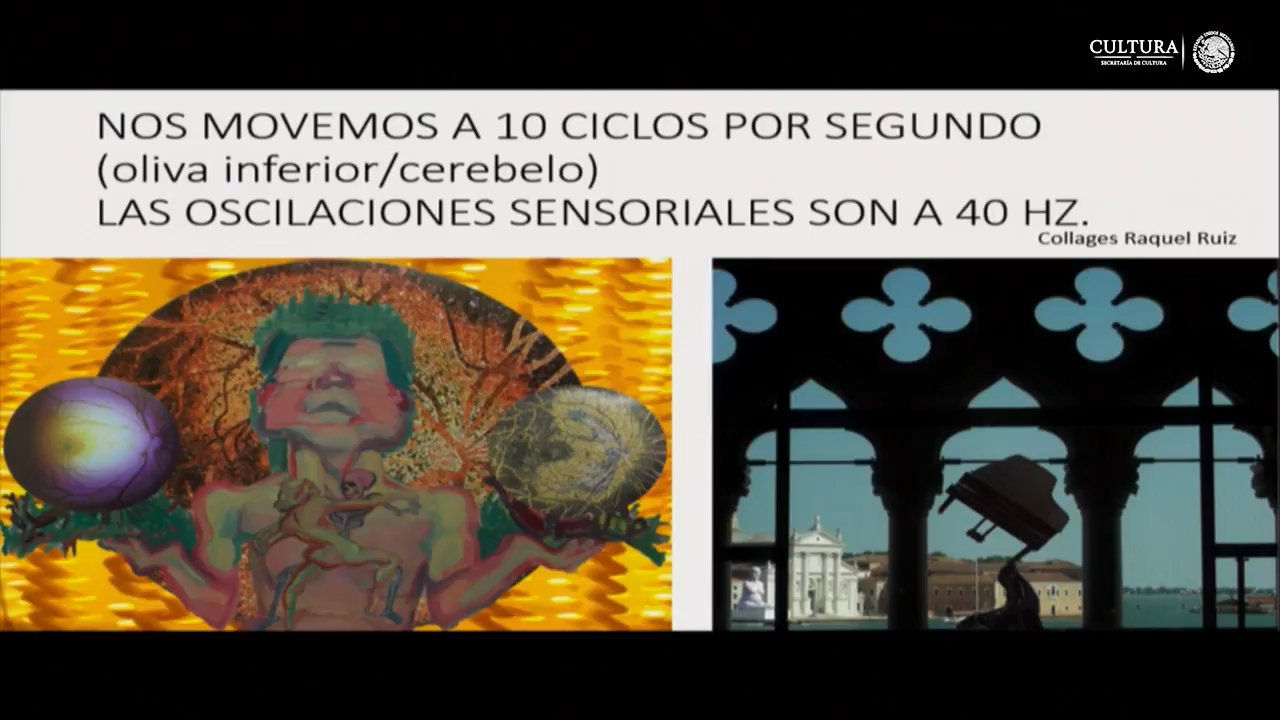 CULTURA
SECRETARÍA DE CULTURA
NOS MOVEMOS A 10 CICLOS POR SEGUNDO
(oliva inferior/cerebelo)
LAS OSCILACIONES SENSORIALES SON A 40 HZ.
Collages Raquel Ruiz